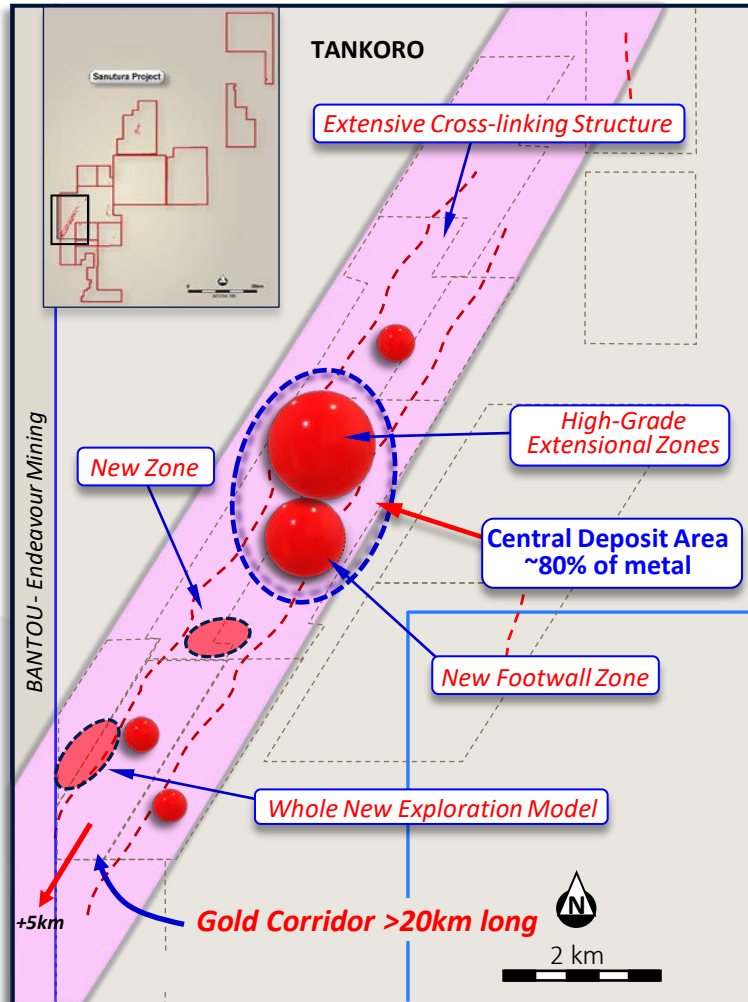 TANKORO
Sanutura Project
Extensive Cross-linking Structure
High-Grade
Extensional Zones
New Zone
Central Deposit Area
~80% of metal
BANTOU - Endeavour Mining
New Footwall Zone
Whole New Exploration Model
+5km
Gold Corridor >20km long
N
2 km